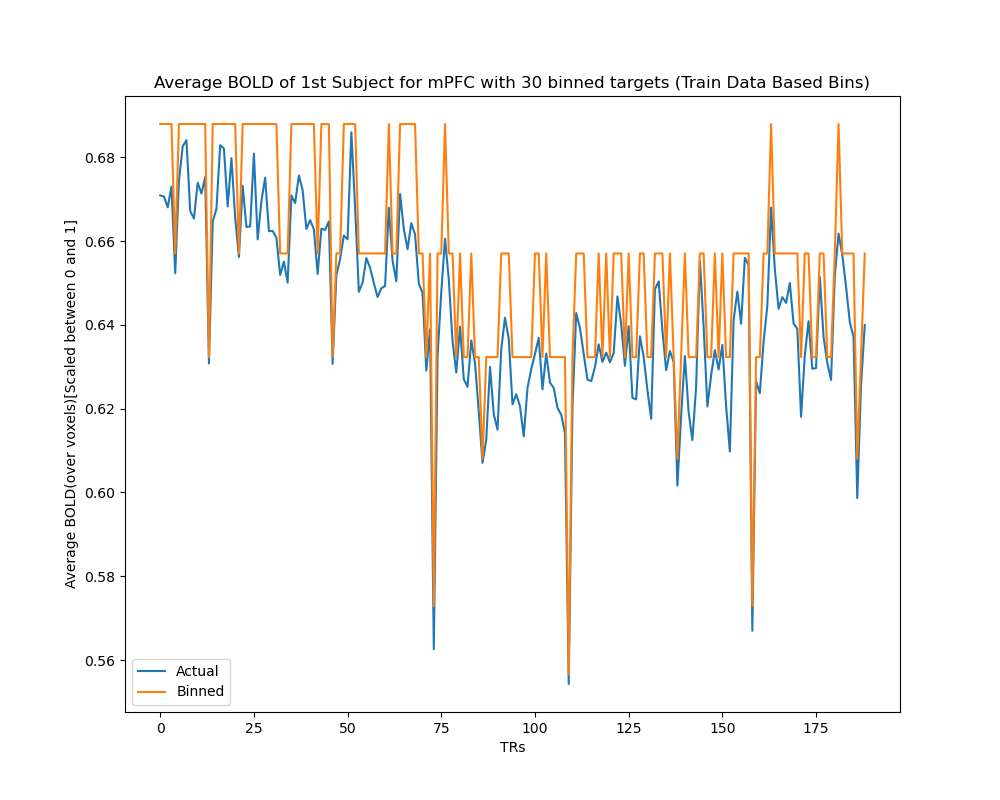 Average BOLD of 1st Subject for mPFC with 30 binned targets (Train Data Based Bins)
Average BOLD(over voxels)[Scaled between 0 and 1]
0.68
0.66
0.64
0.62
0.60
0.58
0.56
Actual
Binned
0 25 50 75 100 125 150 175
TRs